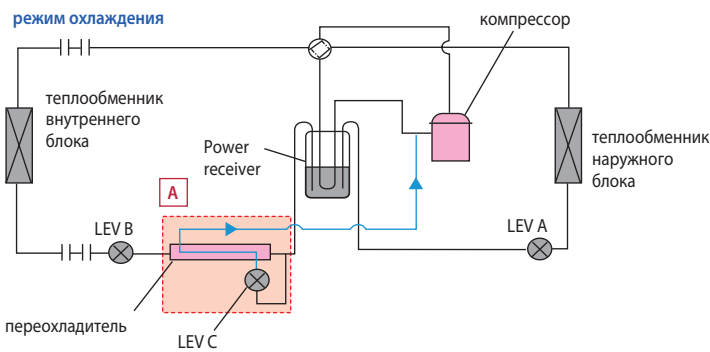 режим охлаждения
компрессор
теплообменник
внутреннего
блока
Power
receiver
теплообменник
наружного
блока
A
LEV B
LEV A
переохладитель
LEV C